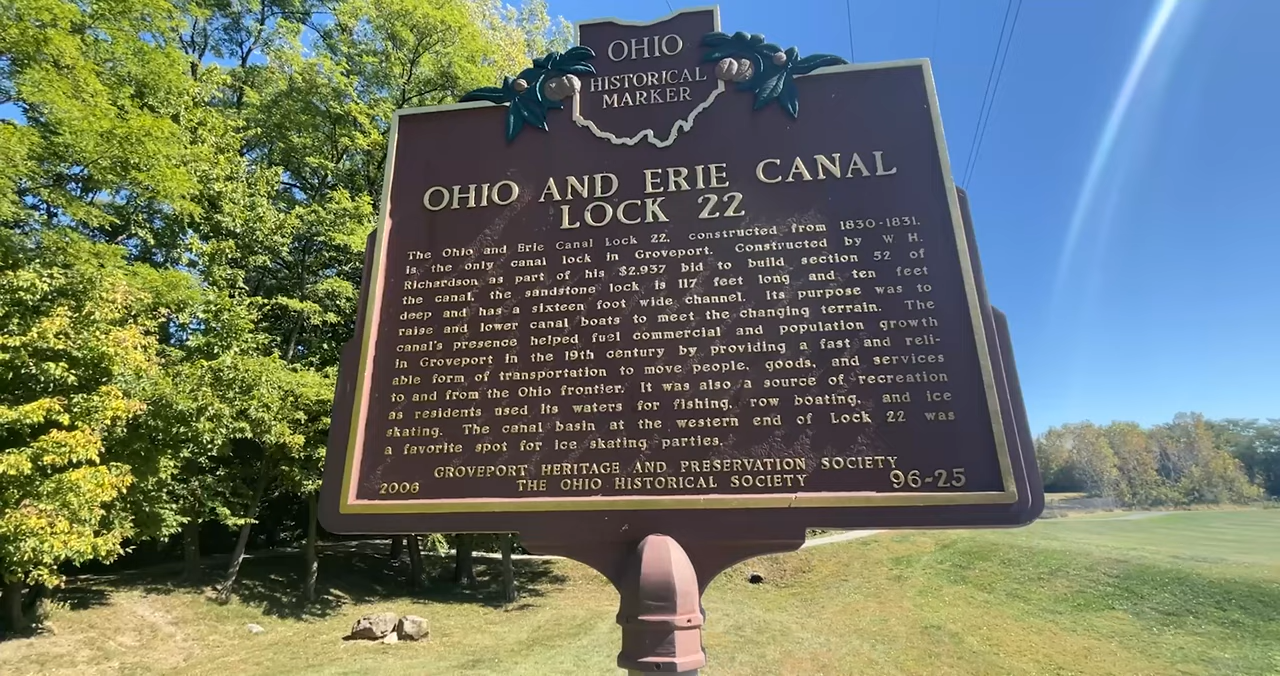 OHIO
HISTORICAL
MARKER
OHIO AND ERIE CANAL
LOCK 22
The Ohio and Erie Canal Lock 22, constructed from 1830-1831,
is the only canal lock in Groveport. Constructed by W H.
Richardson as part of his $2,937 bid to build section 52 of
the canal, the sandstone lock is 117 feet long and ten feet
deep and has a sixteen foot wide channel. Its purpose was to
raise and lower canal boats to meet the changing terrain. The
canal's presence helped fuel commercial and population growth
in Groveport in the 19th century by providing a fast and reli-
able form of transportation to move people, goods, and services
to and from the Ohio frontier. It was also a source of recreation
as residents used its waters for fishing, row boating, and ice
skating. The canal basin at the western end of Lock 22 was
a favorite spot for ice skating parties.
GROVEPORT HERITAGE AND PRESERVATION SOCIETY
2006 THE OHIO HISTORICAL SOCIETY 96-25